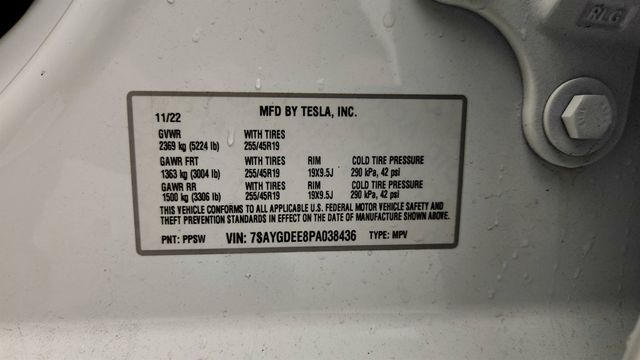 RLG
11/22 MFD BY TESLA, INC.
GVWR WITH TIRES
2369 kg (5224 lb) 255/45R19
GAWR FRT WITH TIRES RIM COLD TIRE PRESSURE
1363 kg (3004 lb) 255/45R19 19X9.5J 290 kPa, 42 psi
GAWR RR WITH TIRES RIM COLD TIRE PRESSURE
1500 kg (3306 lb) 255/45R19 19X9.5J 290 kPa, 42 psi
THIS VEHICLE CONFORMS TO ALL APPLICABLE U.S. FEDERAL MOTOR VEHICLE SAFETY AND
THEFT PREVENTION STANDARDS IN EFFECT ON THE DATE OF MANUFACTURE SHOWN ABOVE.
PNT: PPSW VIN: 7SAYGDEE8PA038436 TYPE: MPV